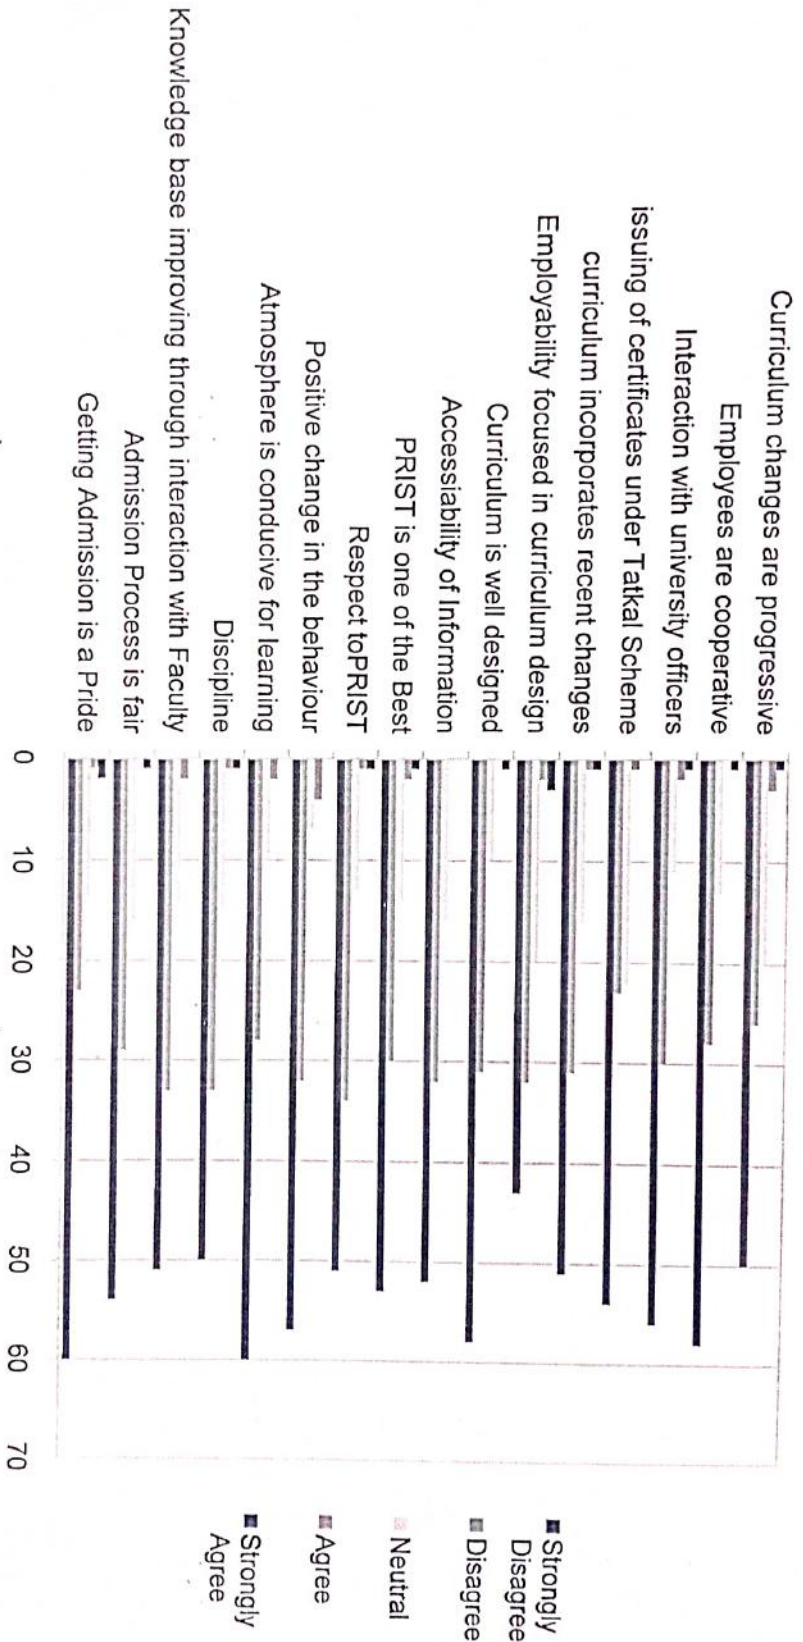 Curriculum changes are progressive
Employees are cooperative
Interaction with university officers
issuing of certificates under Tatkal Scheme
curriculum incorporates recent changes
Employability focused in curriculum design
Curriculum is well designed
Accessiability of Information
PRIST is one of the Best
Respect toPRIST
Positive change in the behaviour
Atmosphere is conducive for learning
Discipline
Knowledge base improving through interaction with Faculty
Admission Process is fair
Getting Admission is a Pride
0
10
20
30
40
50
60
70
Strongly
Disagree
Disagree
Neutral
Agree
Strongly
Agree